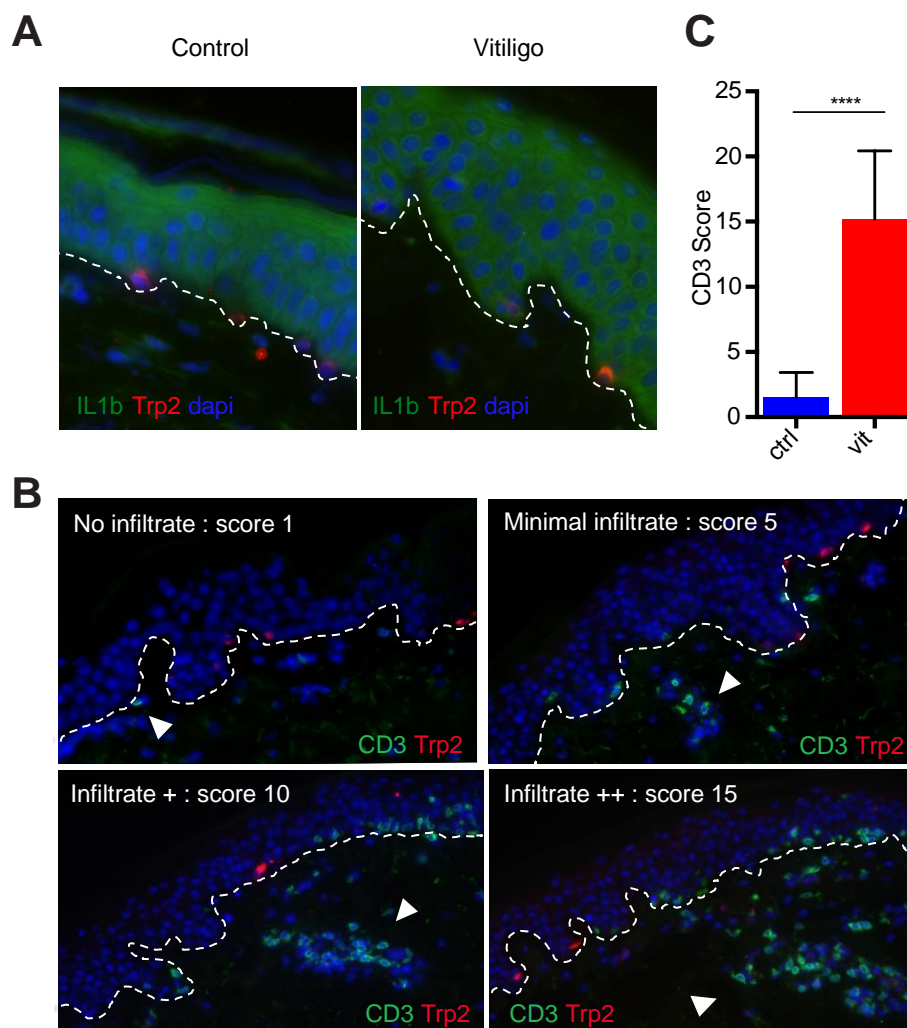 A
Control
Vitiligo
IL1b Trp2 dapi
IL1b Trp2 dapi
C
CD3 Score
25
20
15
10
5
0
****
ctrl
vit
B
No infiltrate : score 1
CD3 Trp2
Minimal infiltrate : score 5
CD3 Trp2
Infiltrate + : score 10
CD3 Trp2
Infiltrate ++ : score 15
CD3 Trp2